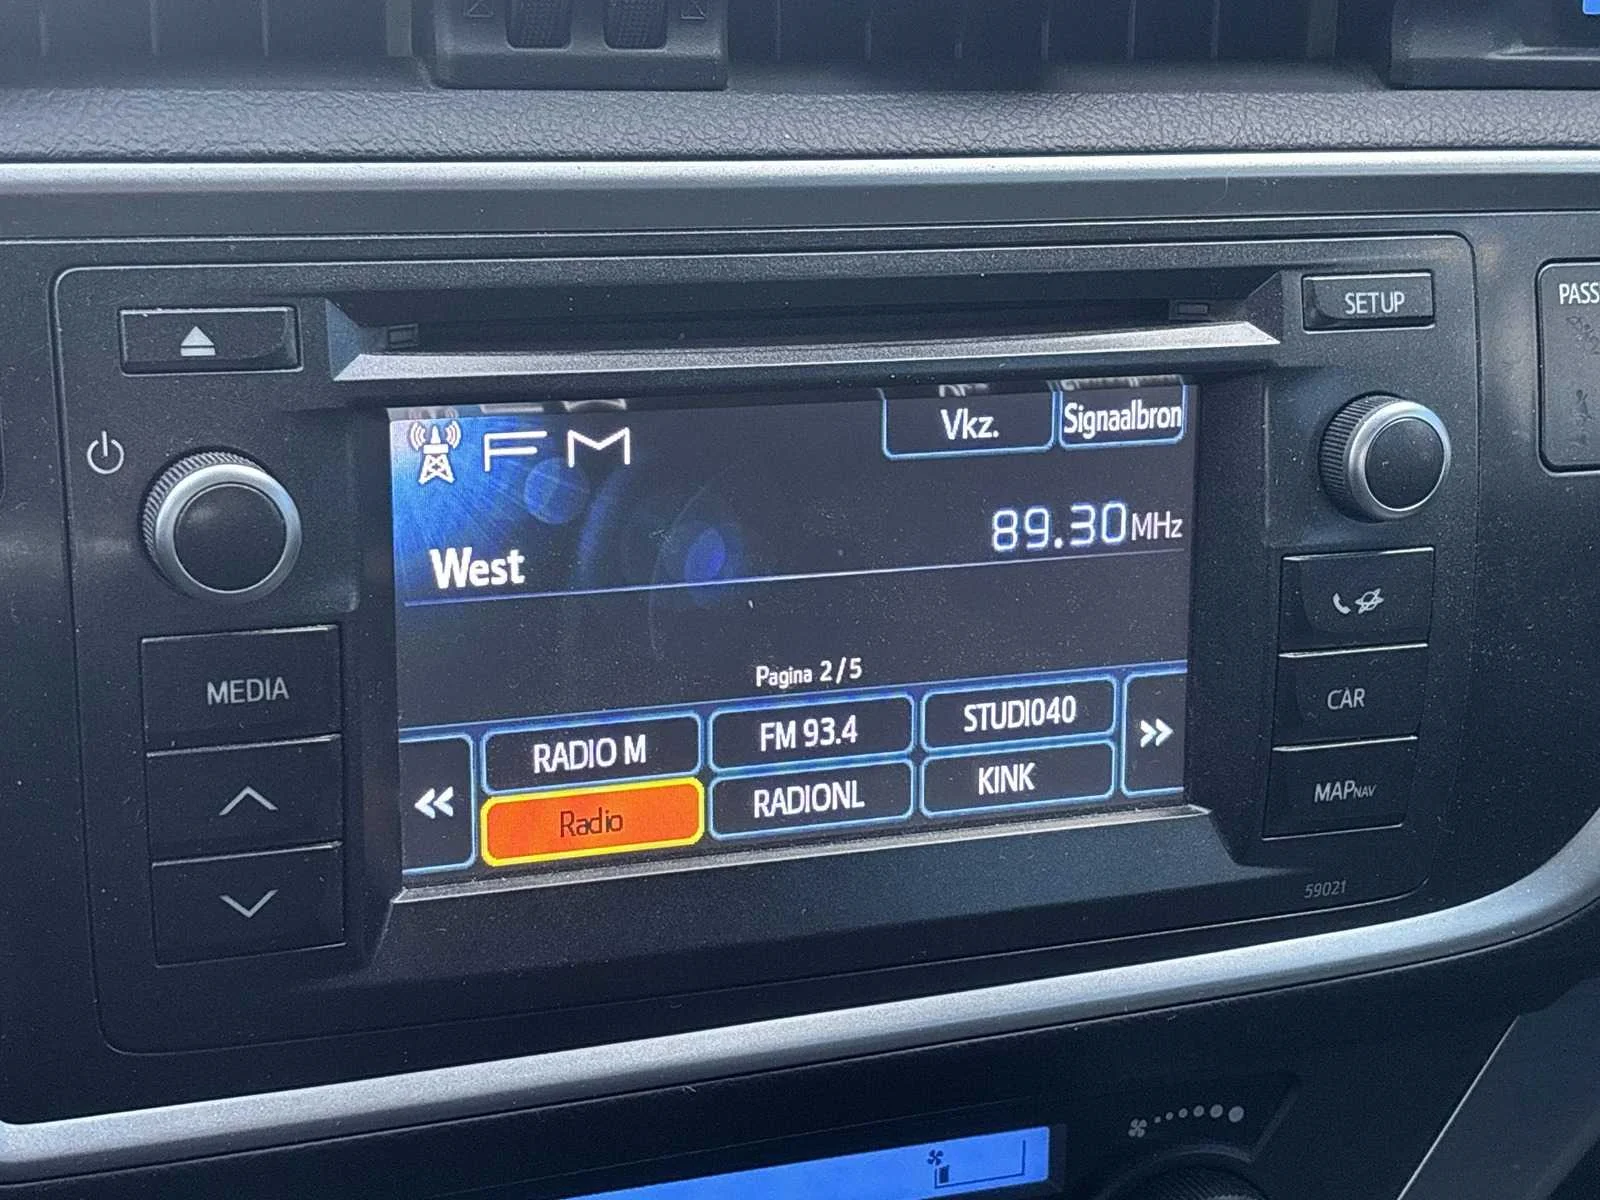 SETUP
PASS
FM
Vkz.
Signaalbron
89.30MHz
West
Pagina 2/5
MEDIA
RADIO M
FM 93.4
STUDIO40
Radio
RADIONL
KINK
CAR
MAPNAV
59021